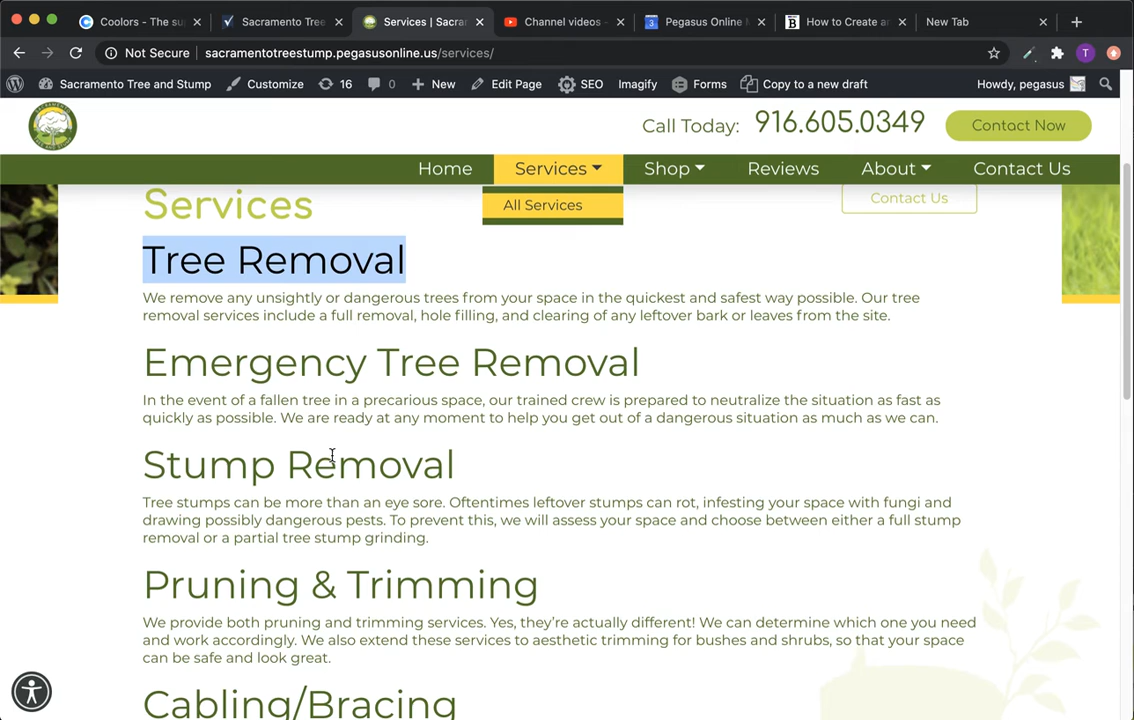 Coolors - The su
Sacramento Tree
Services | Sacra
Channel videos -
Pegasus Online M
How to Create an
New Tab
Not Secure
sacramentotreestump.pegasusonline.us/services/
T
Sacramento Tree and Stump
Customize
16
0
New
Edit Page
SEO
Imagify
Forms
Copy to a new draft
Howdy, pegasus
Call Today: 916.605.0349
Contact Now
Home
Services
Shop
Reviews
About
Contact Us
All Services
Services
Contact Us
Tree Removal
We remove any unsightly or dangerous trees from your space in the quickest and safest way possible. Our tree
removal services include a full removal, hole filling, and clearing of any leftover bark or leaves from the site.
Emergency Tree Removal
In the event of a fallen tree in a precarious space, our trained crew is prepared to neutralize the situation as fast as
quickly as possible. We are ready at any moment to help you get out of a dangerous situation as much as we can.
Stump Removal
Tree stumps can be more than an eye sore. Oftentimes leftover stumps can rot, infesting your space with fungi and
drawing possibly dangerous pests. To prevent this, we will assess your space and choose between either a full stump
removal or a partial tree stump grinding.
Pruning & Trimming
We provide both pruning and trimming services. Yes, they're actually different! We can determine which one you need
and work accordingly. We also extend these services to aesthetic trimming for bushes and shrubs, so that your space
can be safe and look great.
Cabling/Bracing